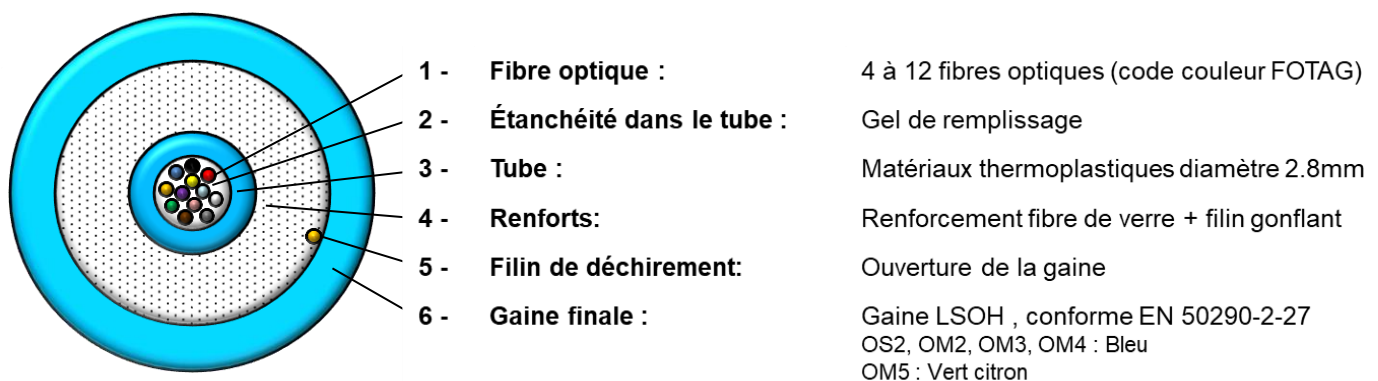 1 - Fibre optique : 4 à 12 fibres optiques (code couleur FOTAG)
2 - Étanchéité dans le tube : Gel de remplissage
3 - Tube : Matériaux thermoplastiques diamètre 2.8mm
4 - Renforts: Renforcement fibre de verre + filin gonflant
5 - Filin de déchirement: Ouverture de la gaine
6 - Gaine finale : Gaine LSOH , conforme EN 50290-2-27
OS2, OM2, OM3, OM4 : Bleu
OM5 : Vert citron